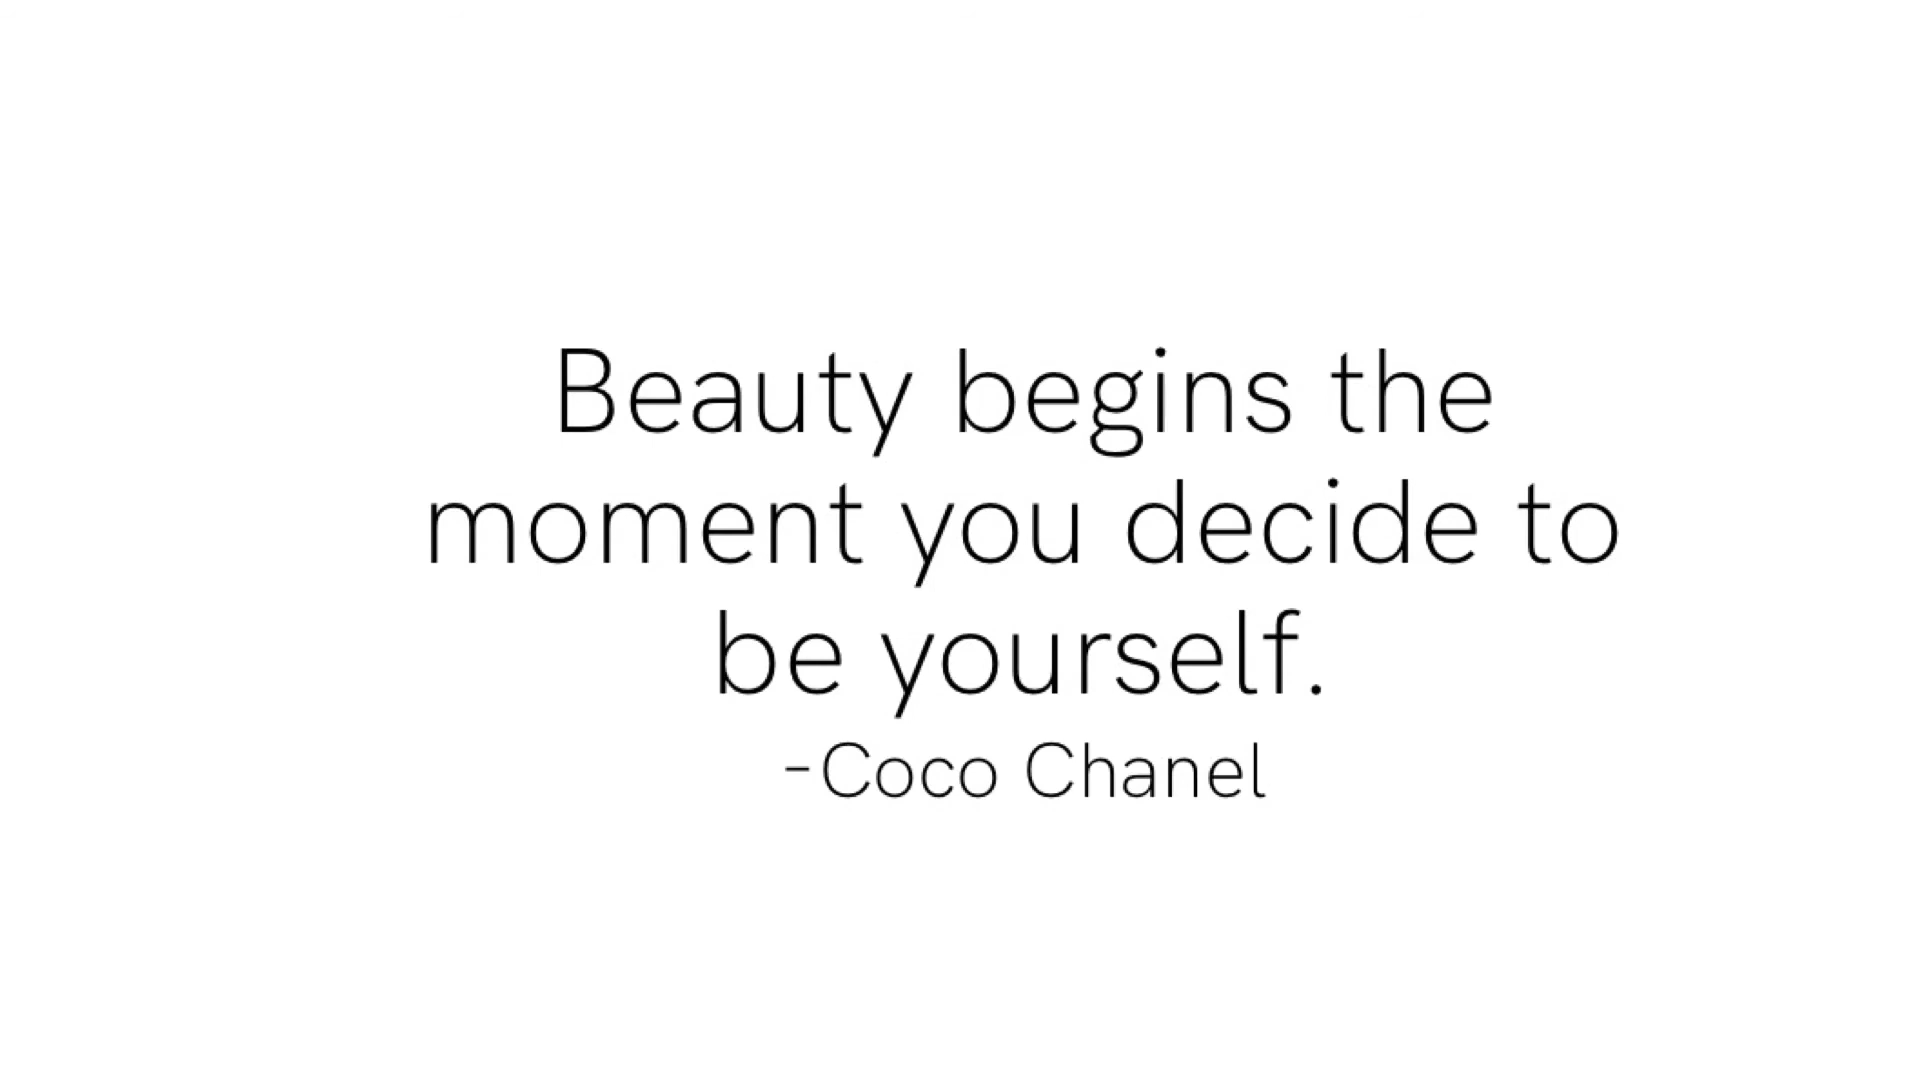 Beauty begins the
moment you decide to
be yourself.
-Coco Chanel